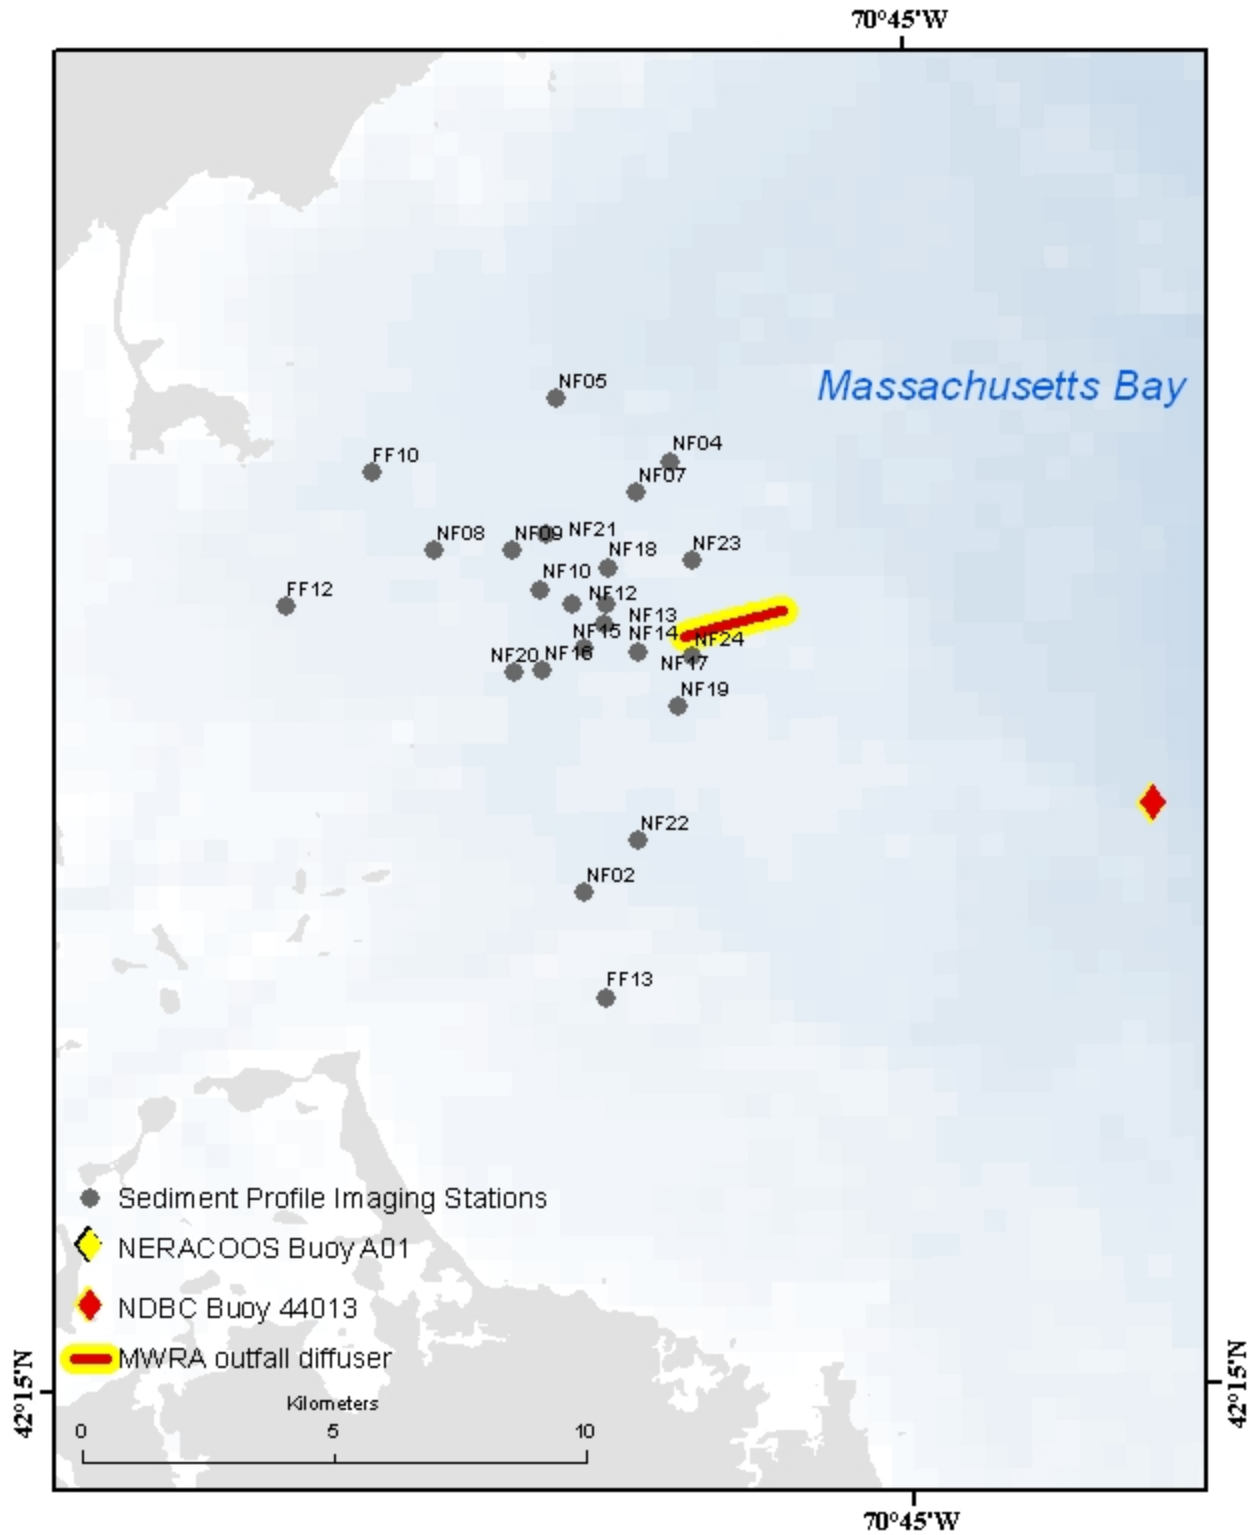 70°45'W
Massachusetts Bay
NF05
NF04
FF10
NF07
NF21
NF08
NF09
NF23
NF18
NF10
FF12
NF12
NF13
NF15
NF14
NF24
NF20
NF16
NF17
NF19
NF22
NF02
FF13
Sediment Profile Imaging Stations
NERACOOS Buoy A01
NDBC Buoy 44013
MWRA outfall diffuser
Kilometers
0 5 10
42°15'N
42°15'N
70°45'W